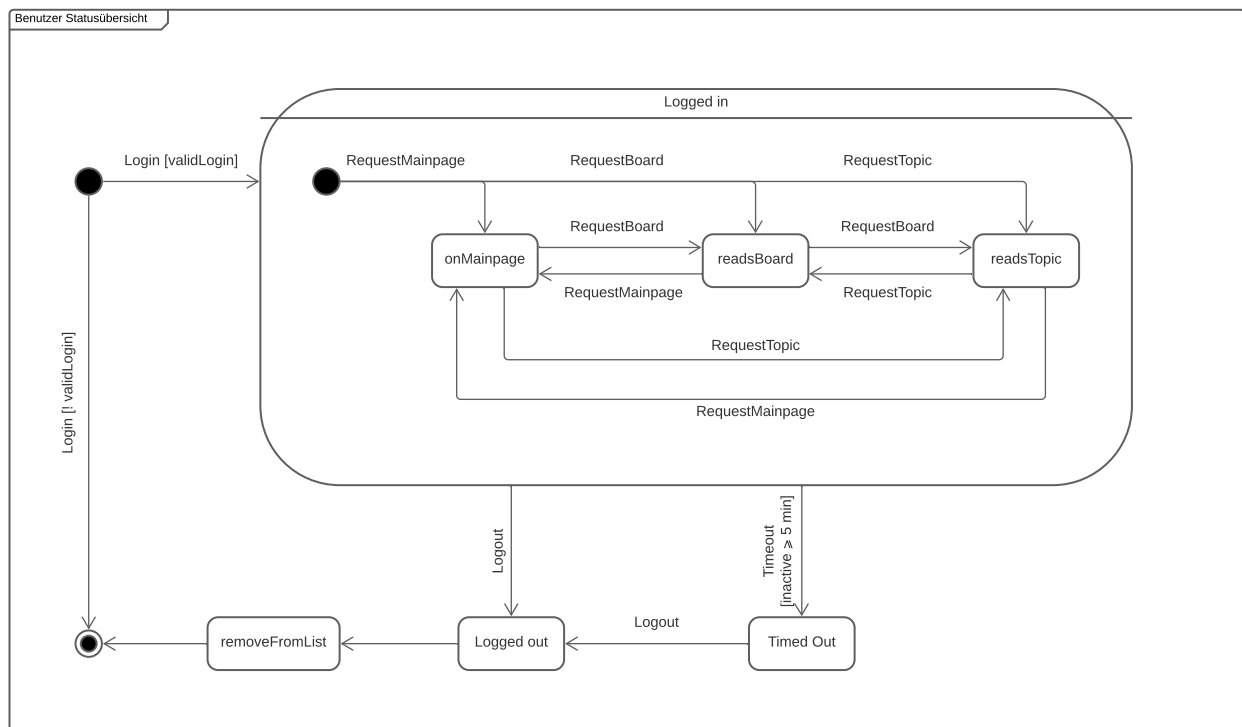 Benutzer Statusübersicht
Logged in
Login [validLogin]
RequestMainpage
RequestBoard
RequestTopic
RequestBoard
RequestBoard
onMainpage
readsBoard
readsTopic
RequestMainpage
RequestTopic
RequestTopic
RequestMainpage
Login [! validLogin]
Logout
Timeout
[inactive ⩾ 5 min]
Logout
removeFromList
Logged out
Timed Out